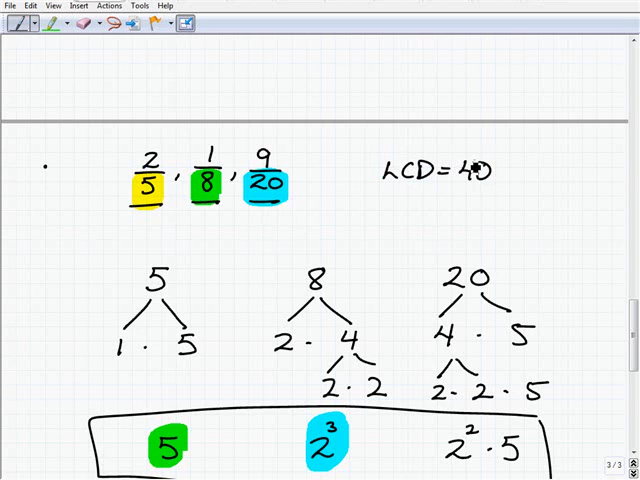 File Edit View Insert Actions Tools Help
2/5 , 1/8 , 9/20 LCD = 40
5 8 20
1 · 5 2 · 4 4 · 5
2 · 2 2 · 2 · 5
5 2³ 2² · 5
3 / 3